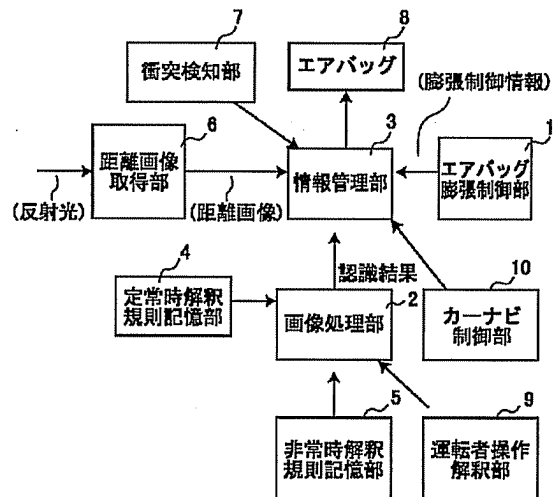 7
衝突検知部
8
エアバッグ
(膨張制御情報)
6
距離画像
取得部
3
情報管理部
1
エアバッグ
膨張制御部
(反射光)
(距離画像)
4
定常時解釈
規則記憶部
認識結果
2
画像処理部
10
カーナビ
制御部
5
非常時解釈
規則記憶部
9
運転者操作
解釈部